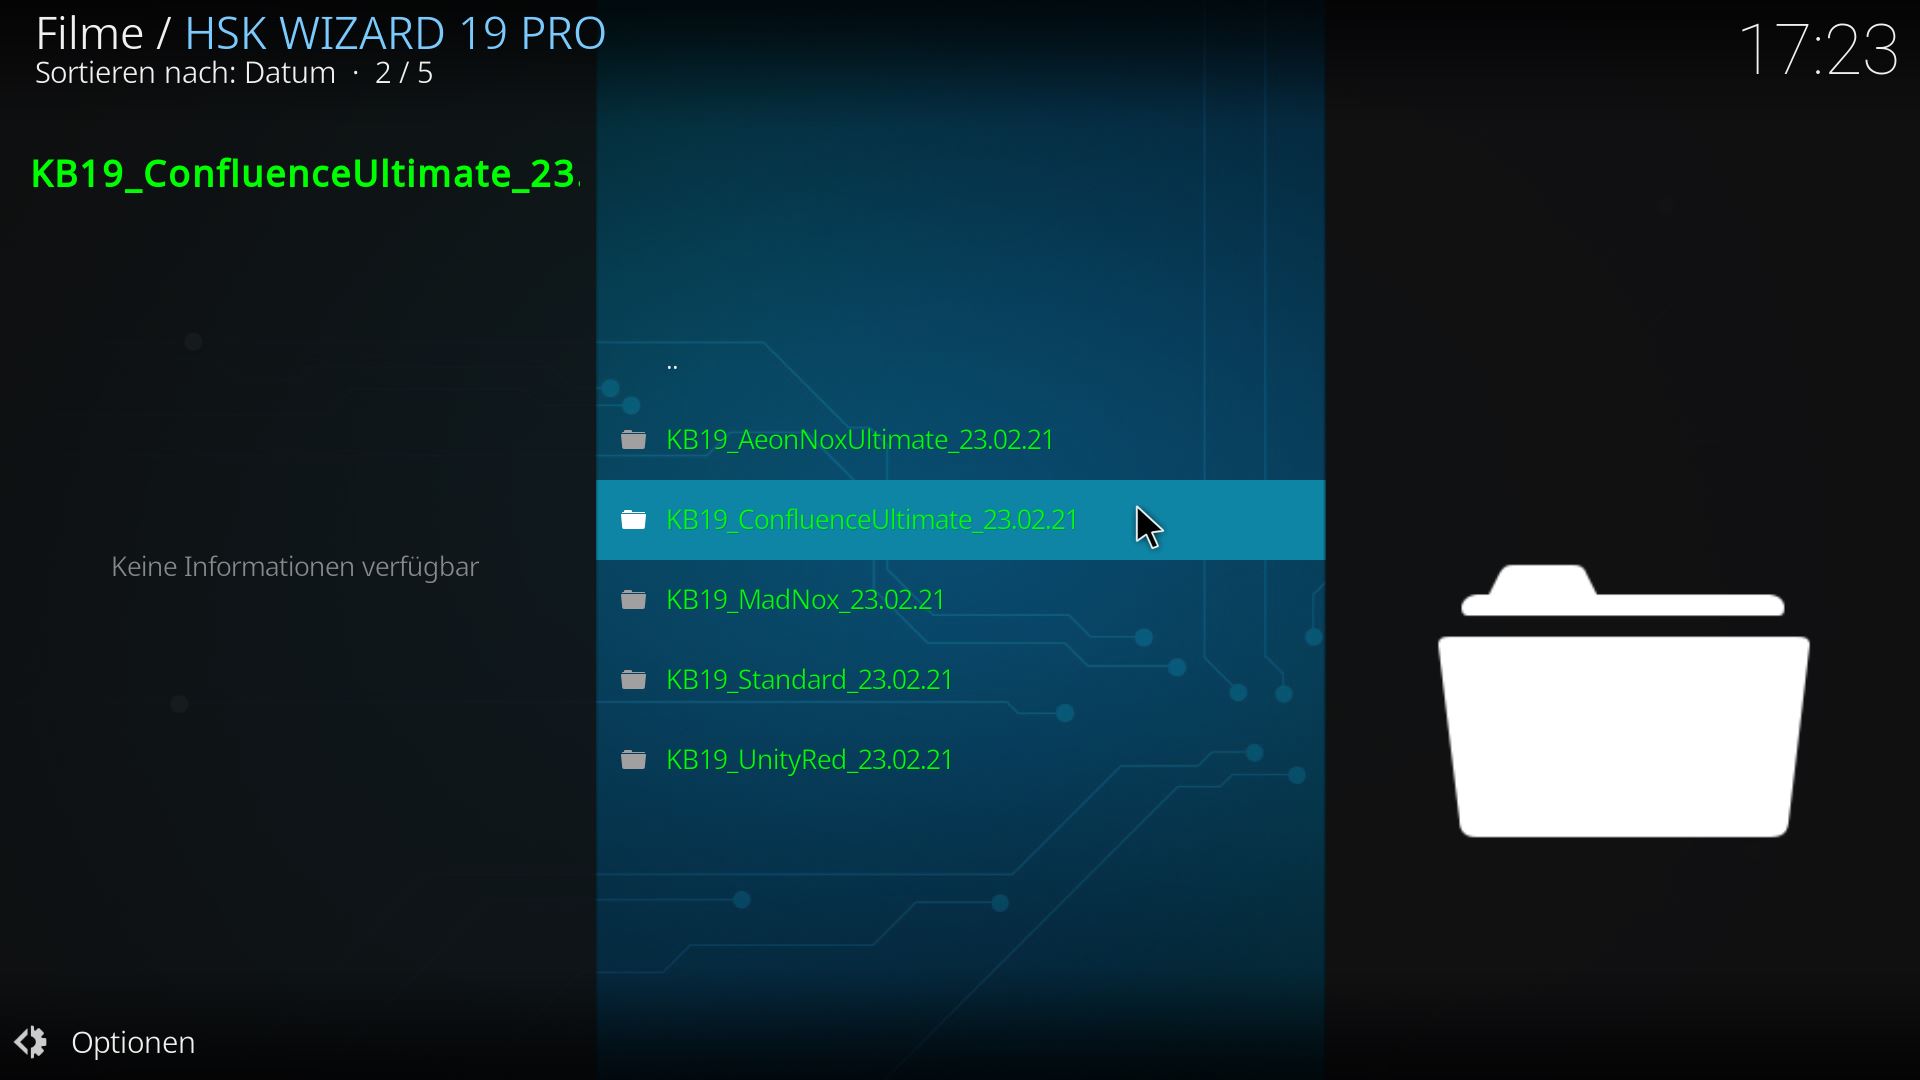 Filme / HSK WIZARD 19 PRO
Sortieren nach: Datum · 2 / 5
17:23
KB19_ConfluenceUltimate_23.
Keine Informationen verfügbar
..
KB19_AeonNoxUltimate_23.02.21
KB19_ConfluenceUltimate_23.02.21
KB19_MadNox_23.02.21
KB19_Standard_23.02.21
KB19_UnityRed_23.02.21
Optionen